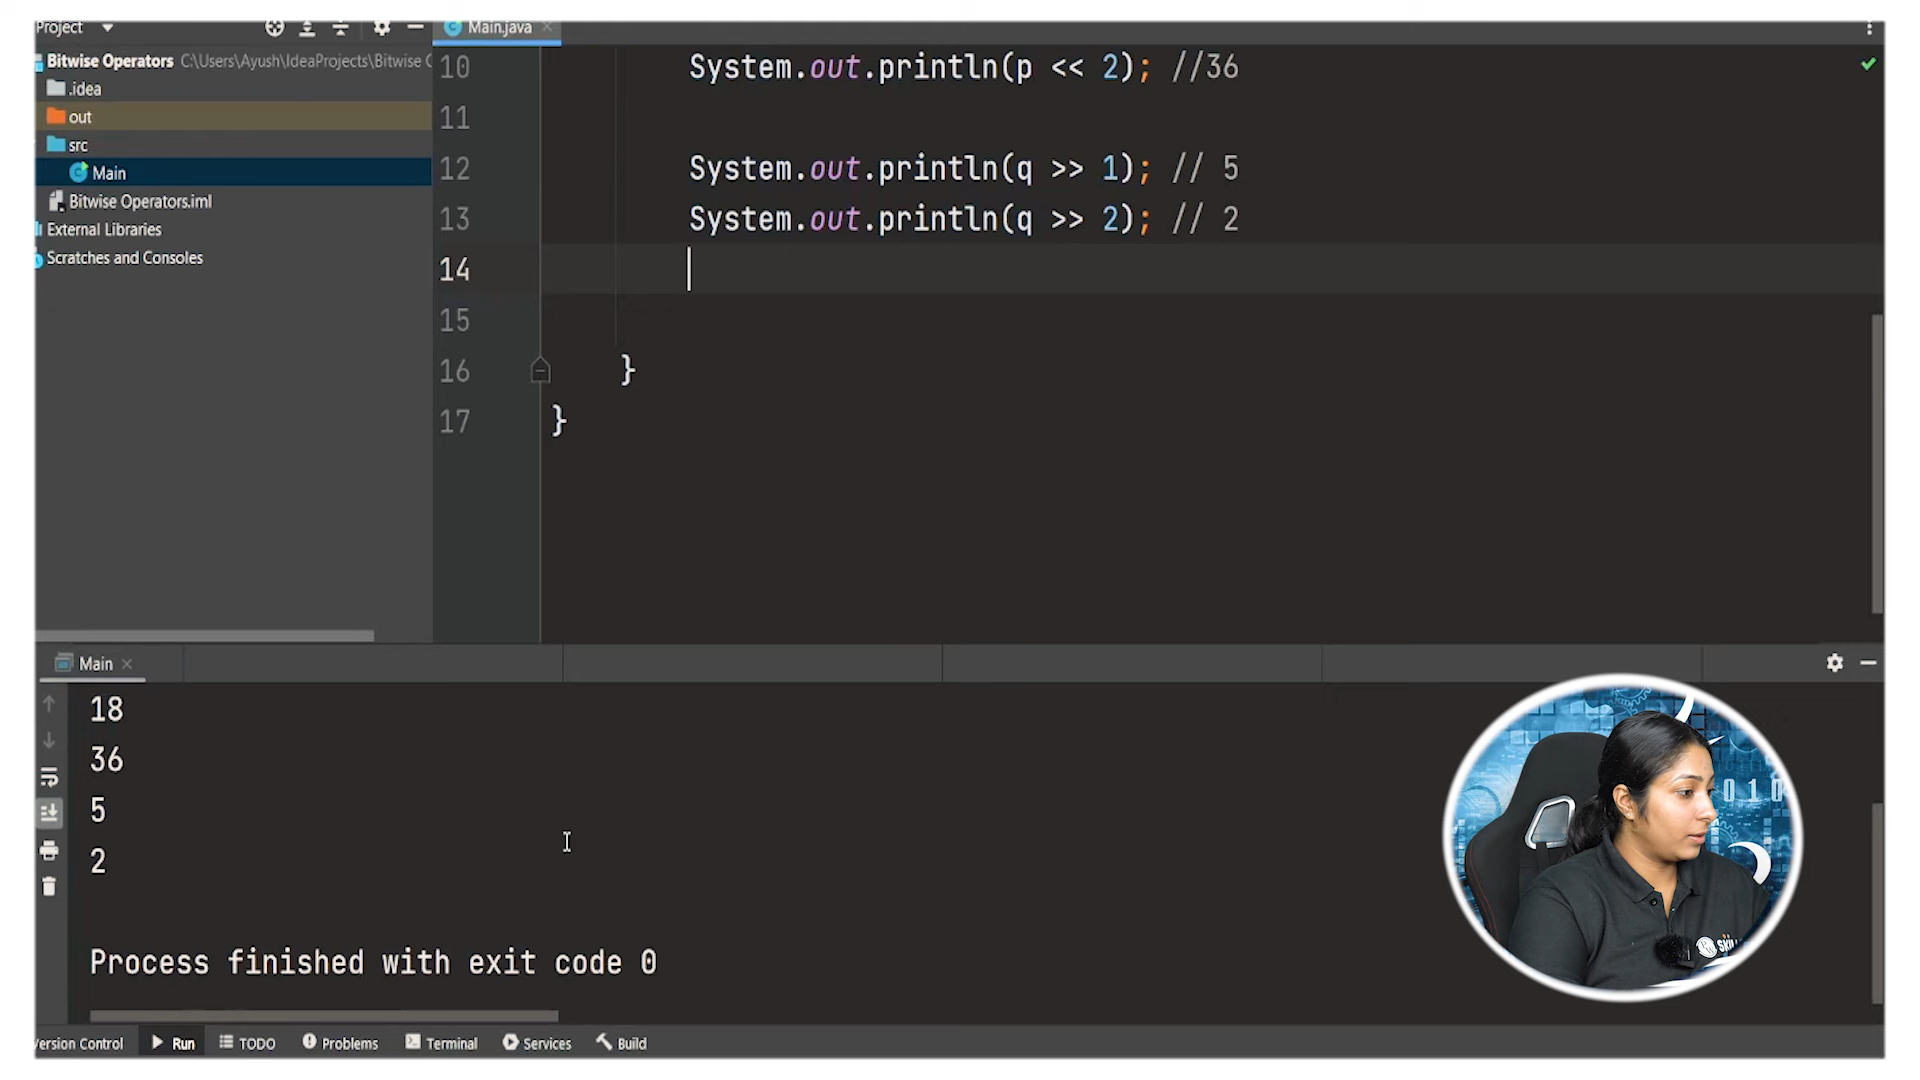 Project
Main.java
Bitwise Operators C:\Users\Ayush\IdeaProjects\Bitwise
.idea
out
src
Main
Bitwise Operators.iml
External Libraries
Scratches and Consoles
10 System.out.println(p << 2); //36
11
12 System.out.println(q >> 1); // 5
13 System.out.println(q >> 2); // 2
14
15
16 }
17 }
Main
18
36
5
2
Process finished with exit code 0
0 1 0
Version Control Run TODO Problems Terminal Services Build